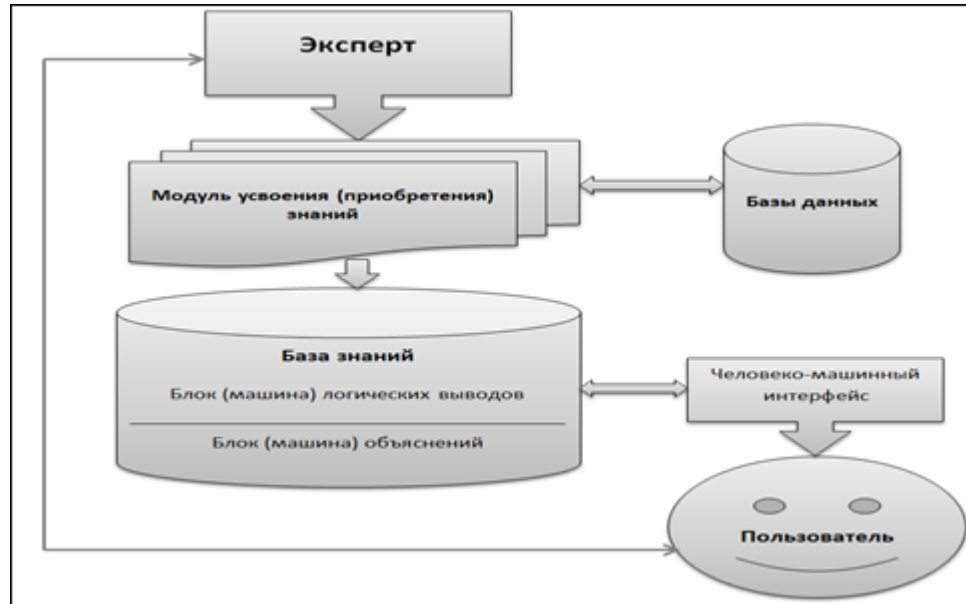 Эксперт
Модуль усвоения (приобретения)
знаний
Базы данных
База знаний
Блок (машина) логических выводов
Блок (машина) объяснений
Человеко-машинный
интерфейс
Пользователь